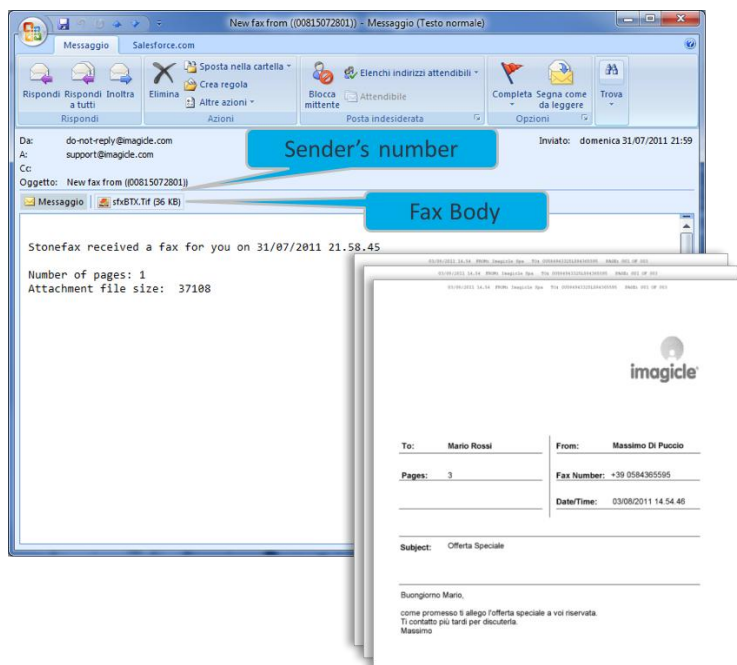 New fax from ((00815072801)) - Messaggio (Testo normale)
Messaggio Salesforce.com
Rispondi Rispondi a tutti Inoltra
Rispondi
Elimina
Sposta nella cartella
Crea regola
Altre azioni
Azioni
Blocca mittente
Elenchi indirizzi attendibili
Attendibile
Posta indesiderata
Completa Segna come da leggere
Opzioni
Trova
Da: do-not-reply@imagicle.com
Inviato: domenica 31/07/2011 21:59
A: support@imagicle.com
Cc:
Oggetto: New fax from ((00815072801))
Sender's number
Messaggio sfxBTX.Tif (36 KB)
Fax Body
Stonefax received a fax for you on 31/07/2011 21.58.45
Number of pages: 1
Attachment file size: 37108
imagicle
To: Mario Rossi
From: Massimo Di Puccio
Pages: 3
Fax Number: +39 0584365595
Date/Time: 03/08/2011 14.54.46
Subject: Offerta Speciale
Buongiorno Mario,
come promesso ti allego l'offerta speciale a voi riservata.
Ti contatto più tardi per discuterla.
Massimo